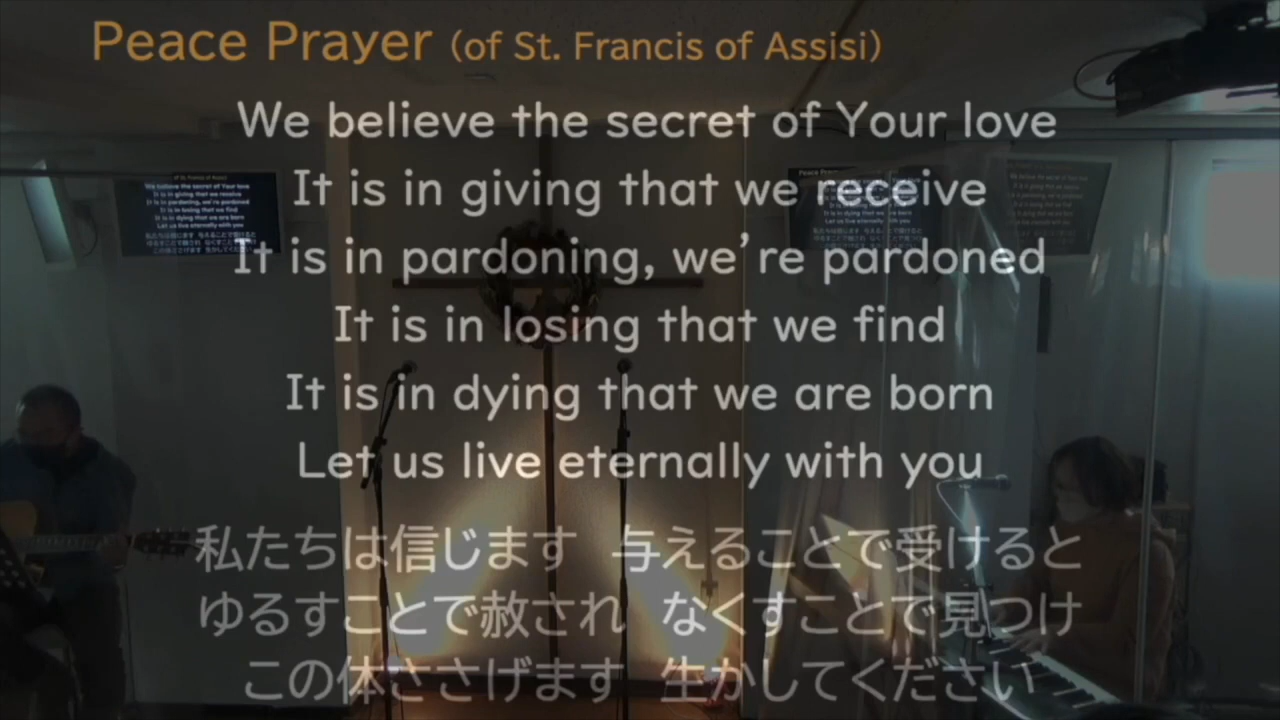 Peace Prayer (of St. Francis of Assisi)
We believe the secret of Your love
It is in giving that we receive
It is in pardoning, we're pardoned
It is in losing that we find
It is in dying that we are born
Let us live eternally with you
私たちは信じます 与えることで受けると
ゆるすことで赦され なくすことで見つけ
この体ささげます 生かしてください